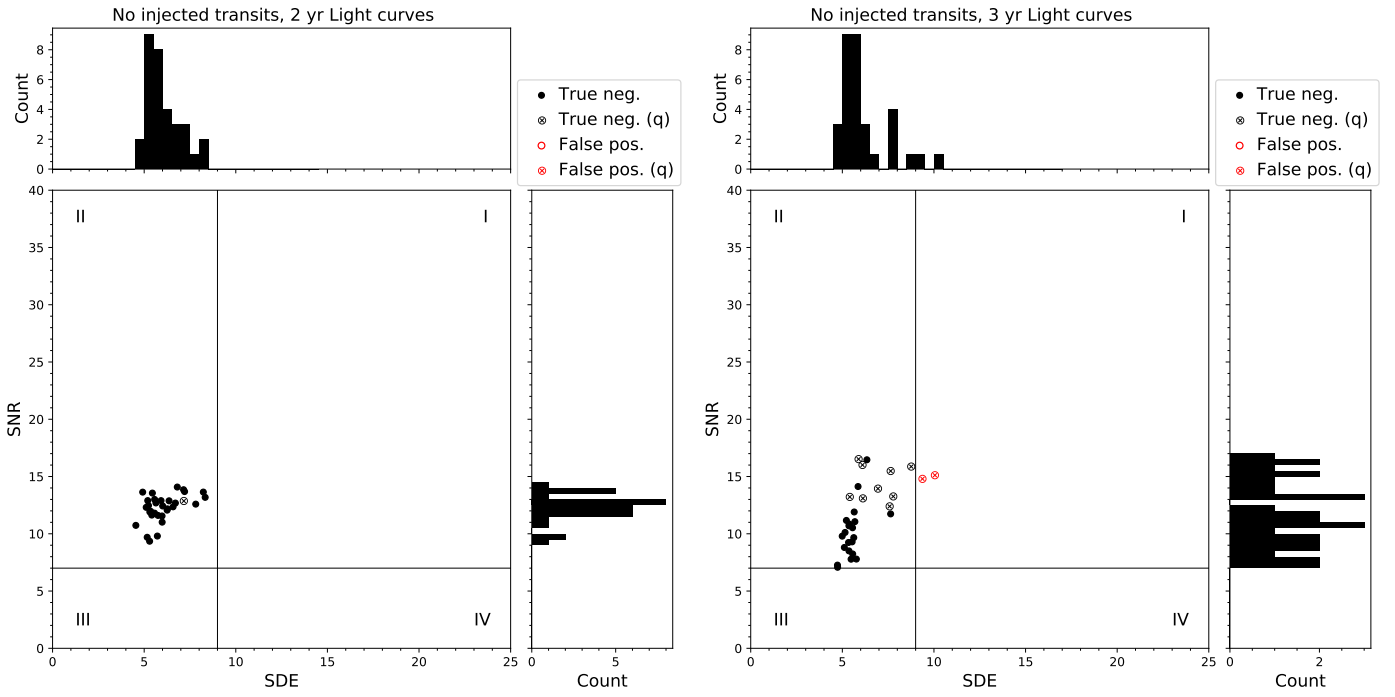 No injected transits, 2 yr Light curves
Count
8
6
4
2
0
True neg.
True neg. (q)
False pos.
False pos. (q)
SNR
40
35
30
25
20
15
10
5
0
II
I
III
IV
0 5 10 15 20 25
SDE
0 5
Count
No injected transits, 3 yr Light curves
Count
8
6
4
2
0
True neg.
True neg. (q)
False pos.
False pos. (q)
SNR
40
35
30
25
20
15
10
5
0
II
I
III
IV
0 5 10 15 20 25
SDE
0 2
Count